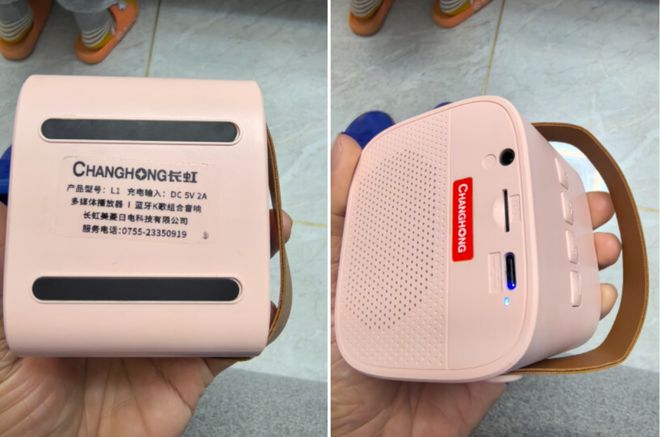 CHANGHONG长虹
产品型号：L1 充电输入：DC 5V 2A
多媒体播放器 I 蓝牙K歌组合音响
长虹美菱日电科技有限公司
服务电话:0755-23350919
CHANGHONG